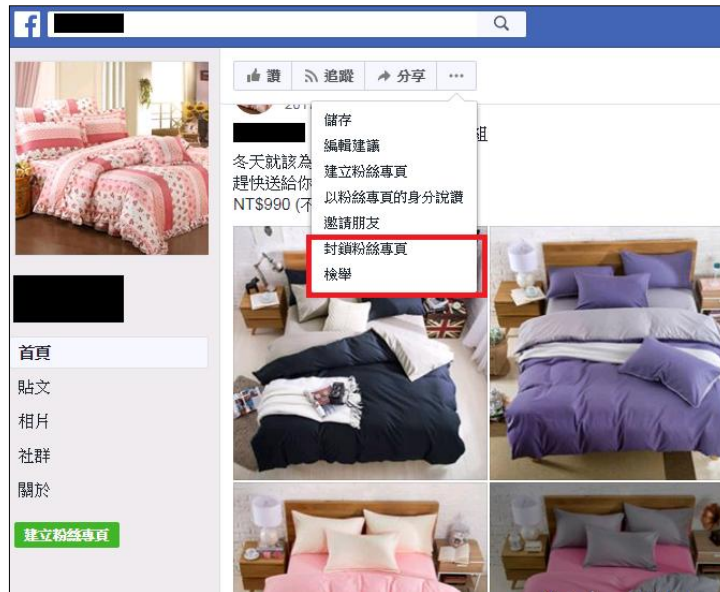 f
讚 追蹤 分享 ...
儲存
編輯建議
建立粉絲專頁
以粉絲專頁的身分說讚
邀請朋友
封鎖粉絲專頁
檢舉
組
冬天就該為
趕快送給你
NT$990 (不
首頁
貼文
相片
社群
關於
建立粉絲專頁